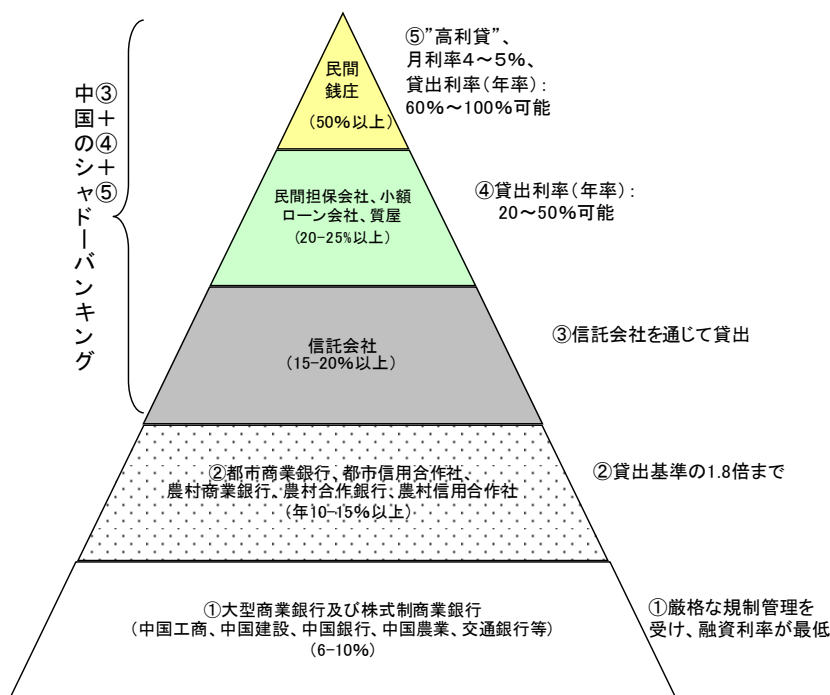 ⑤”高利貸”、
月利率4～5%、
貸出利率(年率)：
60%～100%可能
民間
銭庄
(50%以上)
③＋④＋⑤
中国のシャドーバンキング
民間担保会社、小額
ローン会社、質屋
(20-25%以上)
④貸出利率(年率)：
20～50%可能
信託会社
(15-20%以上)
③信託会社を通じて貸出
②都市商業銀行、都市信用合作社、
農村商業銀行、農村合作銀行、農村信用合作社
(年10-15%以上)
②貸出基準の1.8倍まで
①大型商業銀行及び株式制商業銀行
(中国工商、中国建設、中国銀行、中国農業、交通銀行等)
(6-10%)
①厳格な規制管理を
受け、融資利率が最低